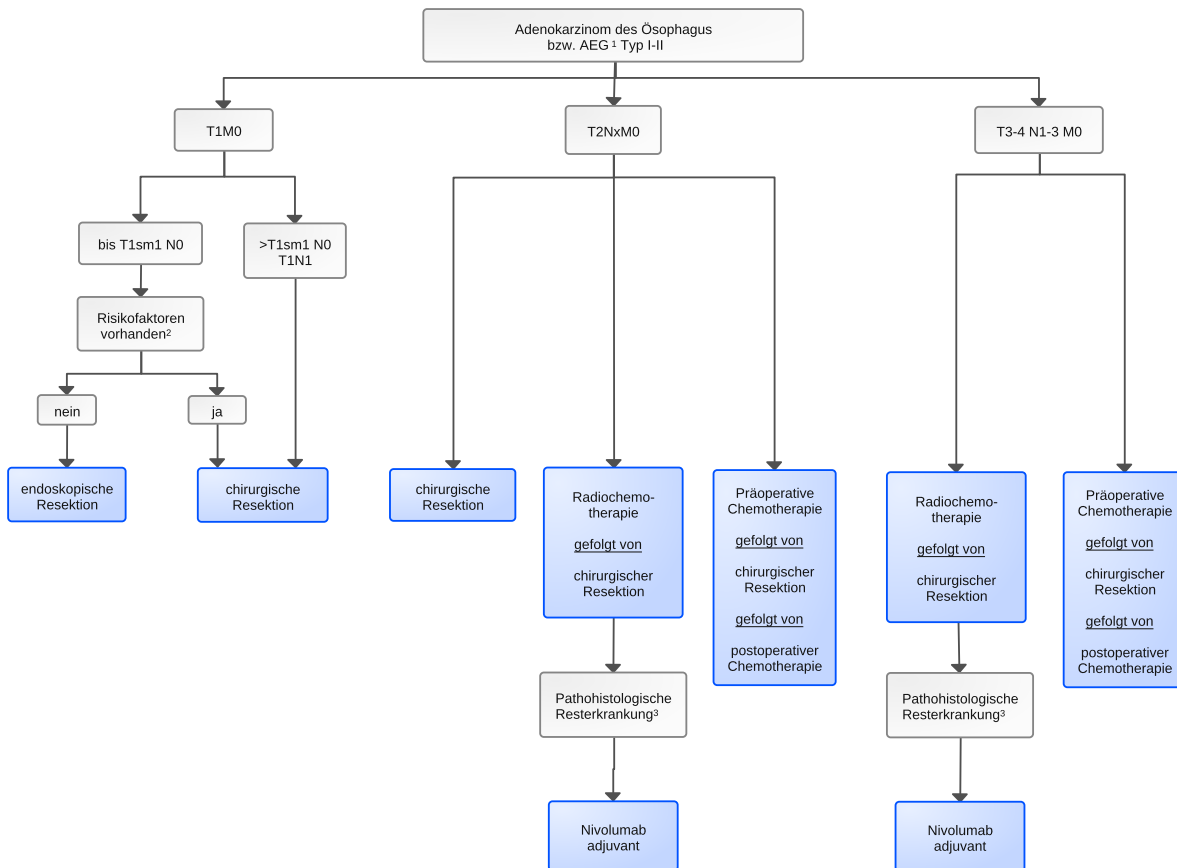 Adenokarzinom des Ösophagus
bzw. AEG ¹ Typ I-II
T1M0
T2NxM0
T3-4 N1-3 M0
bis T1sm1 N0
>T1sm1 N0
T1N1
Risikofaktoren
vorhanden²
nein
ja
endoskopische
Resektion
chirurgische
Resektion
chirurgische
Resektion
Radiochemo-
therapie
gefolgt von
chirurgischer
Resektion
Präoperative
Chemotherapie
gefolgt von
chirurgischer
Resektion
gefolgt von
postoperativer
Chemotherapie
Radiochemo-
therapie
gefolgt von
chirurgischer
Resektion
Präoperative
Chemotherapie
gefolgt von
chirurgischer
Resektion
gefolgt von
postoperativer
Chemotherapie
Pathohistologische
Resterkrankung³
Pathohistologische
Resterkrankung³
Nivolumab
adjuvant
Nivolumab
adjuvant